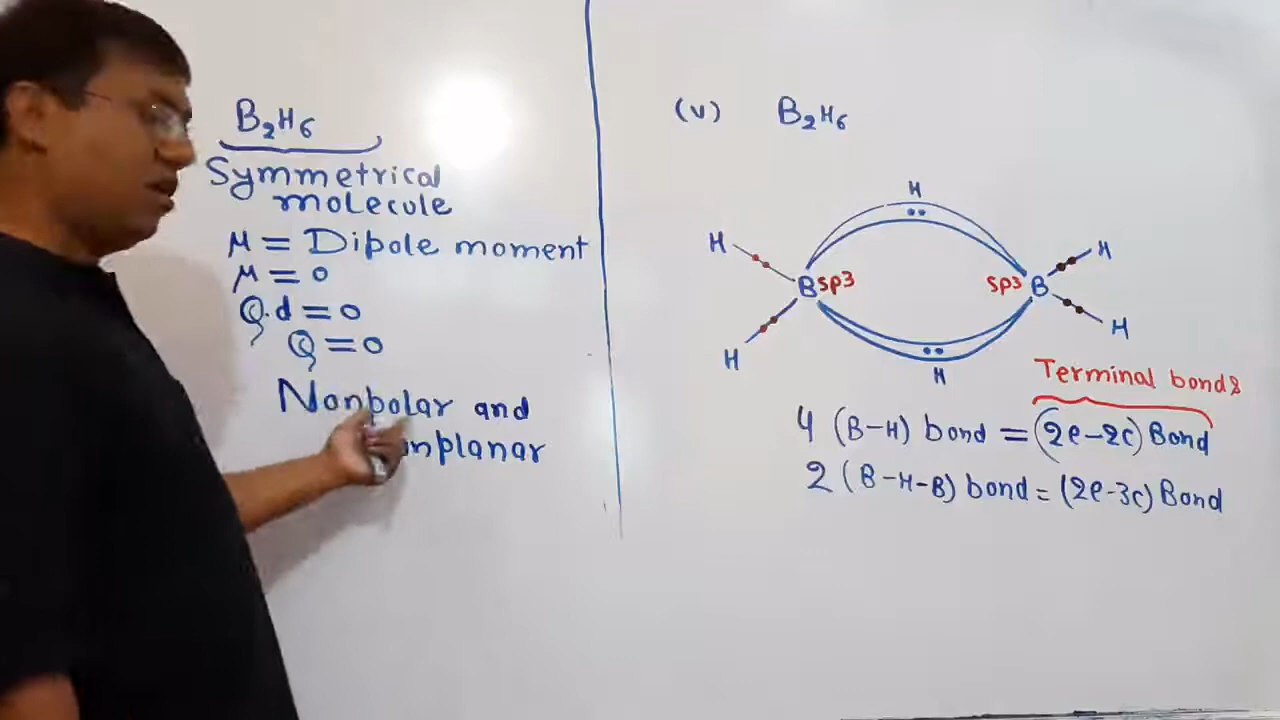 B₂H₆
Symmetrical
molecule
μ = Dipole moment
μ = 0
Q.d = 0
Q = 0
Nonpolar and
nplanar
(v) B₂H₆
H
H H
B sp3 sp3 B
H H
H
Terminal bonds
4 (B-H) bond = (2e-2c) Bond
2 (B-H-B) bond = (2e-3c) Bond